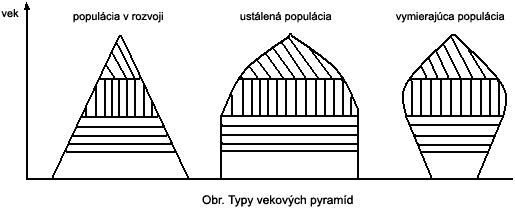 vek
populácia v rozvoji
ustálená populácia
vymierajúca populácia
Obr. Typy vekových pyramíd